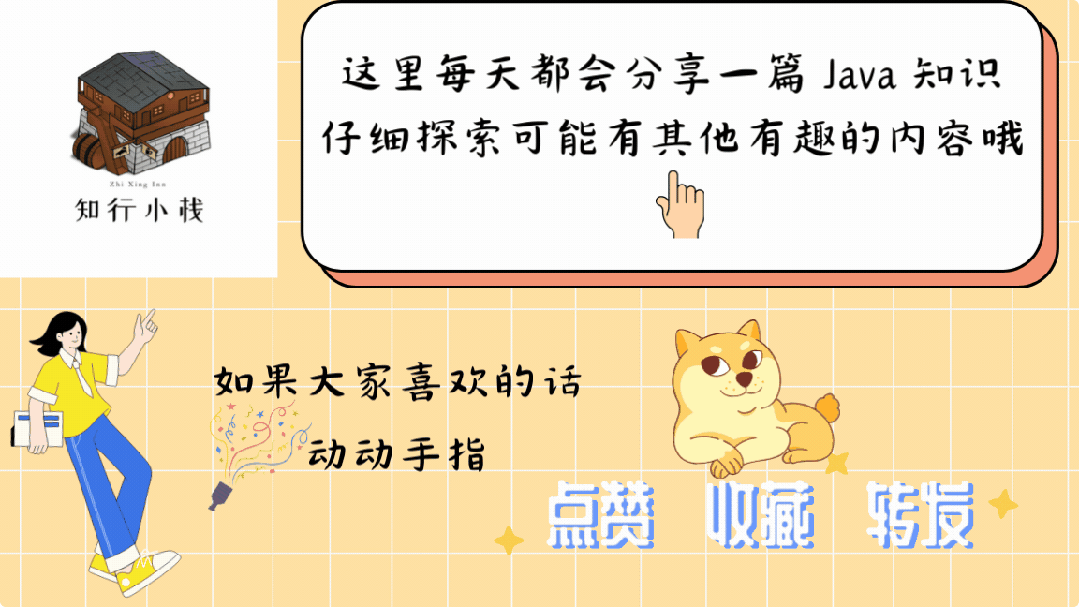 这里每天都会分享一篇 Java 知识
仔细探索可能有其他有趣的内容哦
Zhi Xing Inn
知行小栈
如果大家喜欢的话
动动手指
点赞 收藏 转发